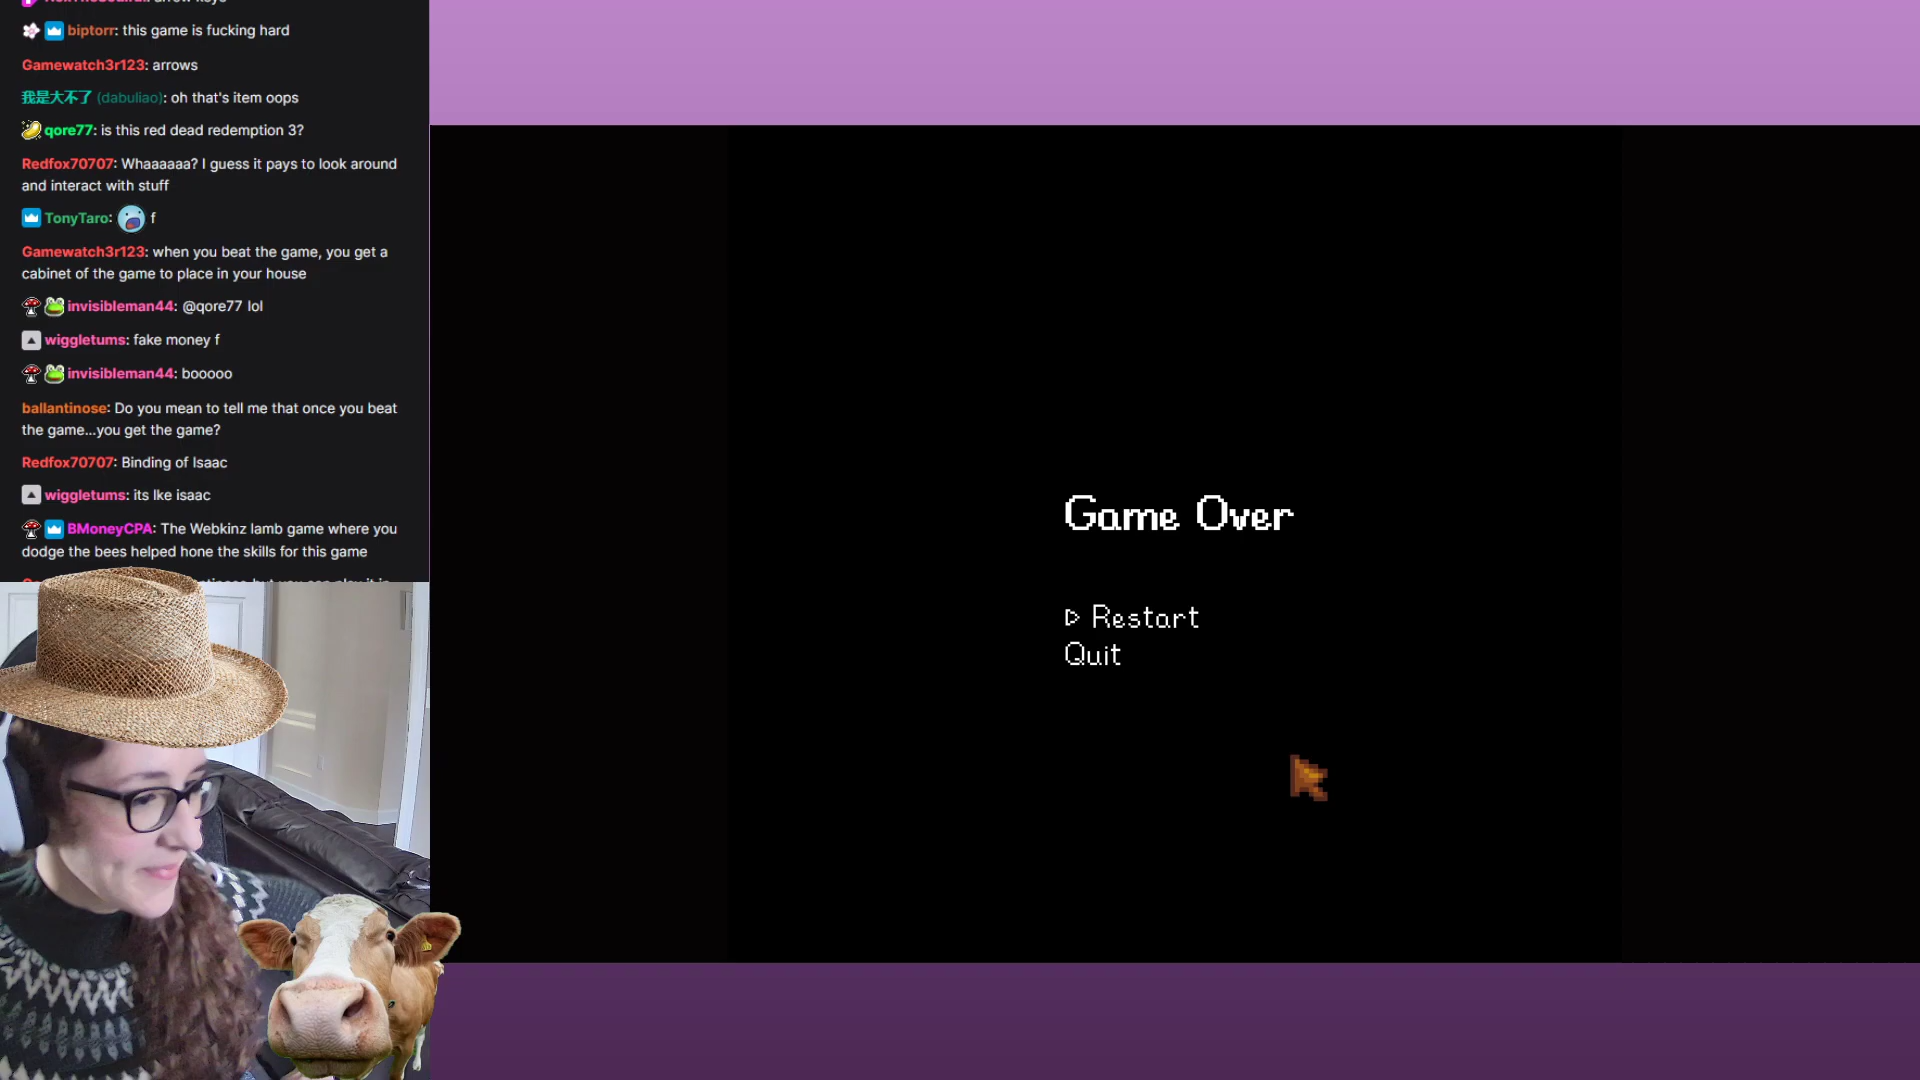 biptorr: this game is fucking hard
Gamewatch3r123: arrows
我是大不了 (dabuliao): oh that's item oops
qore77: is this red dead redemption 3?
Redfox70707: Whaaaaaa? I guess it pays to look around
and interact with stuff
TonyTaro: f
Gamewatch3r123: when you beat the game, you get a
cabinet of the game to place in your house
invisibleman44: @qore77 lol
wiggletums: fake money f
invisibleman44: booooo
ballantinose: Do you mean to tell me that once you beat
the game...you get the game?
Redfox70707: Binding of Isaac
wiggletums: its lke isaac
BMoneyCPA: The Webkinz lamb game where you
dodge the bees helped hone the skills for this game
Game Over
Restart
Quit